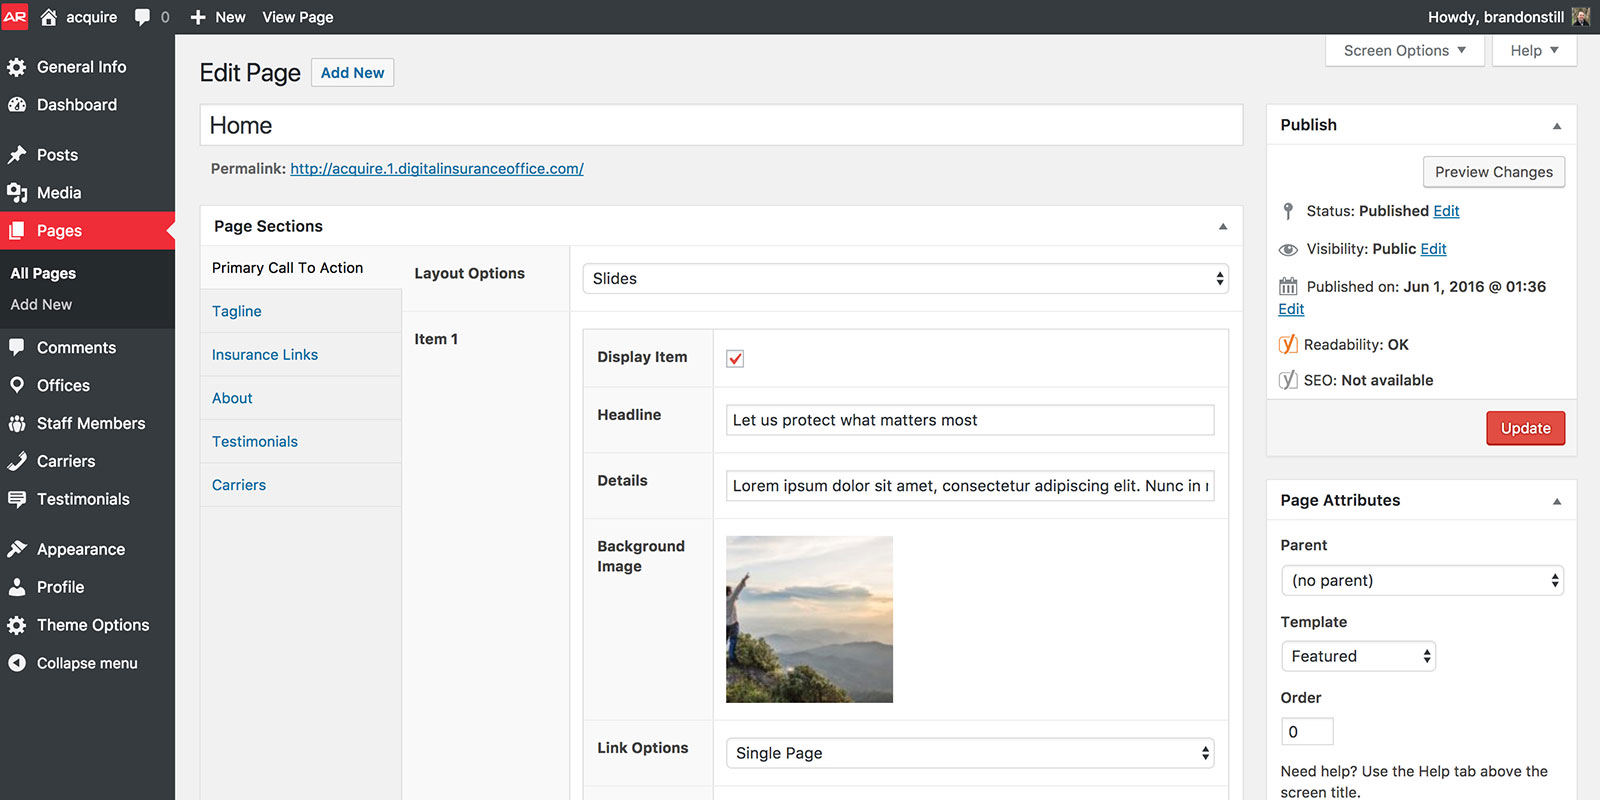 AR acquire 0 New View Page Howdy, brandonstill
Screen Options Help
General Info
Dashboard
Posts
Media
Pages
All Pages
Add New
Comments
Offices
Staff Members
Carriers
Testimonials
Appearance
Profile
Theme Options
Collapse menu
Edit Page Add New
Home
Permalink: http://acquire.1.digitalinsuranceoffice.com/
Page Sections
Primary Call To Action
Tagline
Insurance Links
About
Testimonials
Carriers
Layout Options Slides
Item 1
Display Item
Headline Let us protect what matters most
Details Lorem ipsum dolor sit amet, consectetur adipiscing elit. Nunc in
Background
Image
Link Options Single Page
Publish
Preview Changes
Status: Published Edit
Visibility: Public Edit
Published on: Jun 1, 2016 @ 01:36
Edit
Readability: OK
SEO: Not available
Update
Page Attributes
Parent
(no parent)
Template
Featured
Order
0
Need help? Use the Help tab above the
screen title.